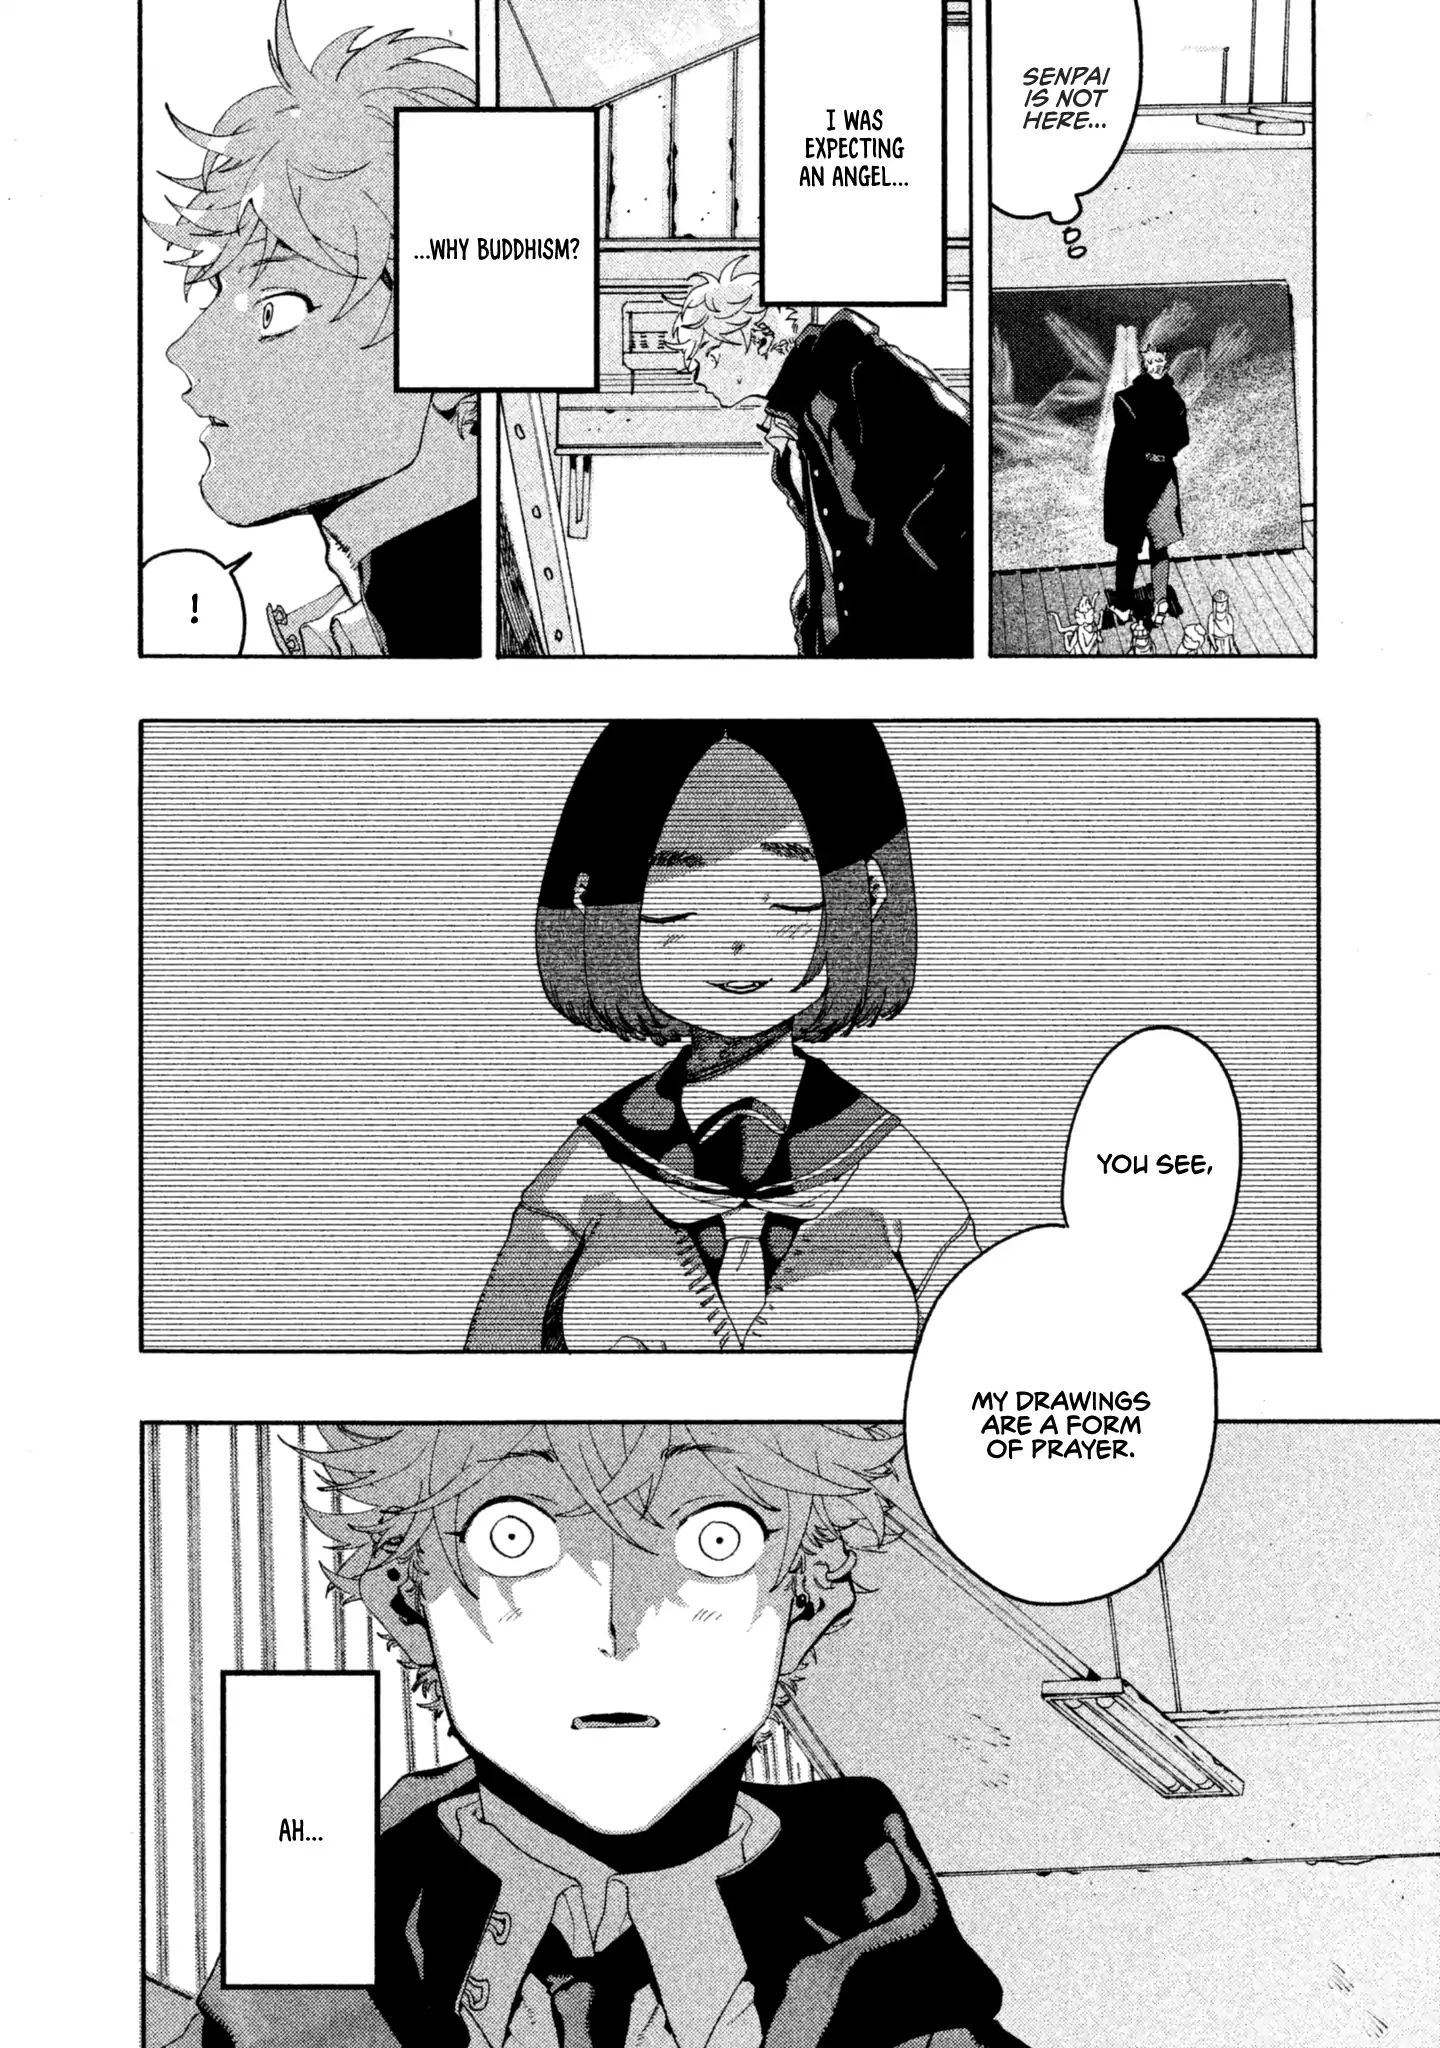 SENPAI
IS NOT
HERE...
I WAS
EXPECTING
AN ANGEL...
...WHY BUDDHISM?
!
YOU SEE,
MY DRAWINGS
ARE A FORM
OF PRAYER.
AH...